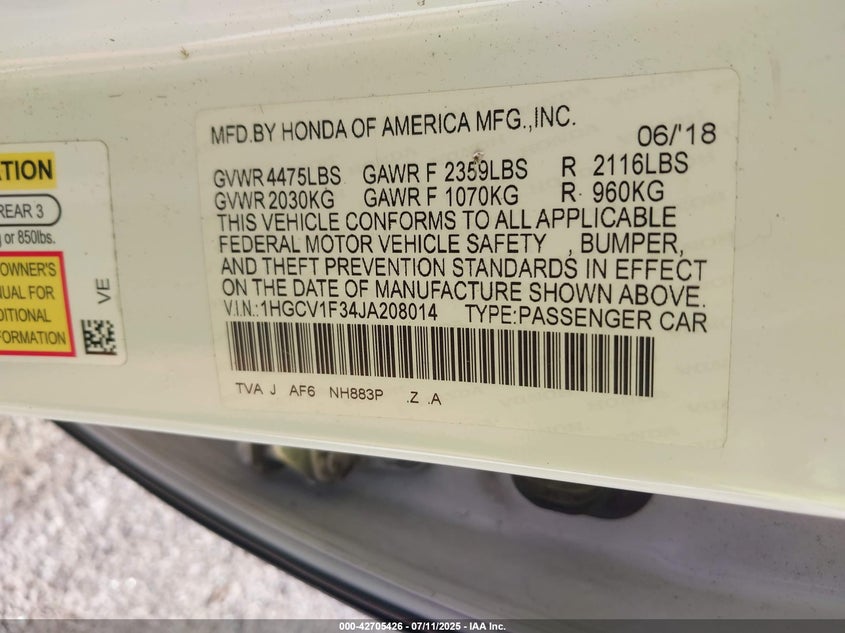 ATION
REAR 3
g or 850lbs.
OWNER'S
NUAL FOR
DITIONAL
FORMATION
VE
MFD.BY HONDA OF AMERICA MFG.,INC.
06/'18
GVWR 4475LBS GAWR F 2359LBS R 2116LBS
GVWR 2030KG GAWR F 1070KG R 960KG
THIS VEHICLE CONFORMS TO ALL APPLICABLE
FEDERAL MOTOR VEHICLE SAFETY , BUMPER,
AND THEFT PREVENTION STANDARDS IN EFFECT
ON THE DATE OF MANUFACTURE SHOWN ABOVE.
V.I.N.:1HGCV1F34JA208014 TYPE:PASSENGER CAR
TVA J AF6 NH883P .Z .A
000-42705426 - 07/11/2025 - IAA Inc.